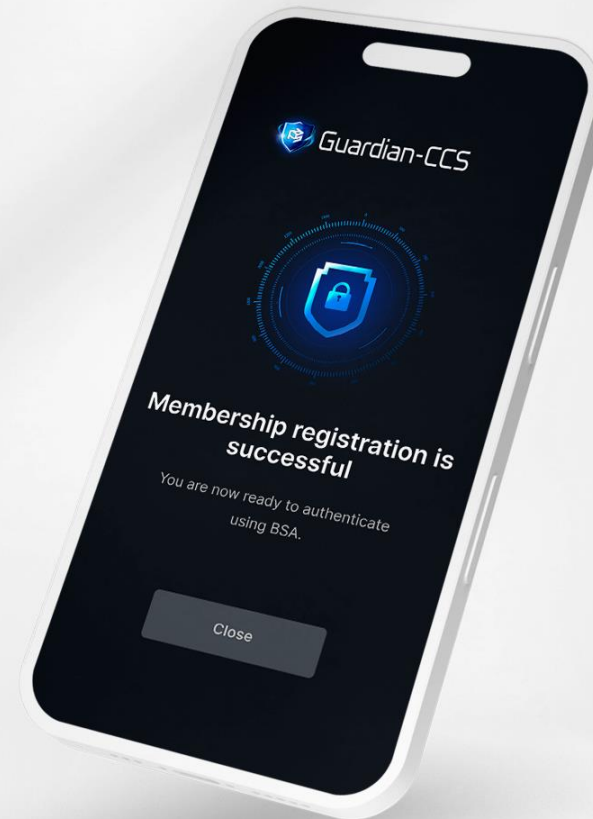 Guardian-CCS
Membership registration is
successful
You are now ready to authenticate
using BSA.
Close